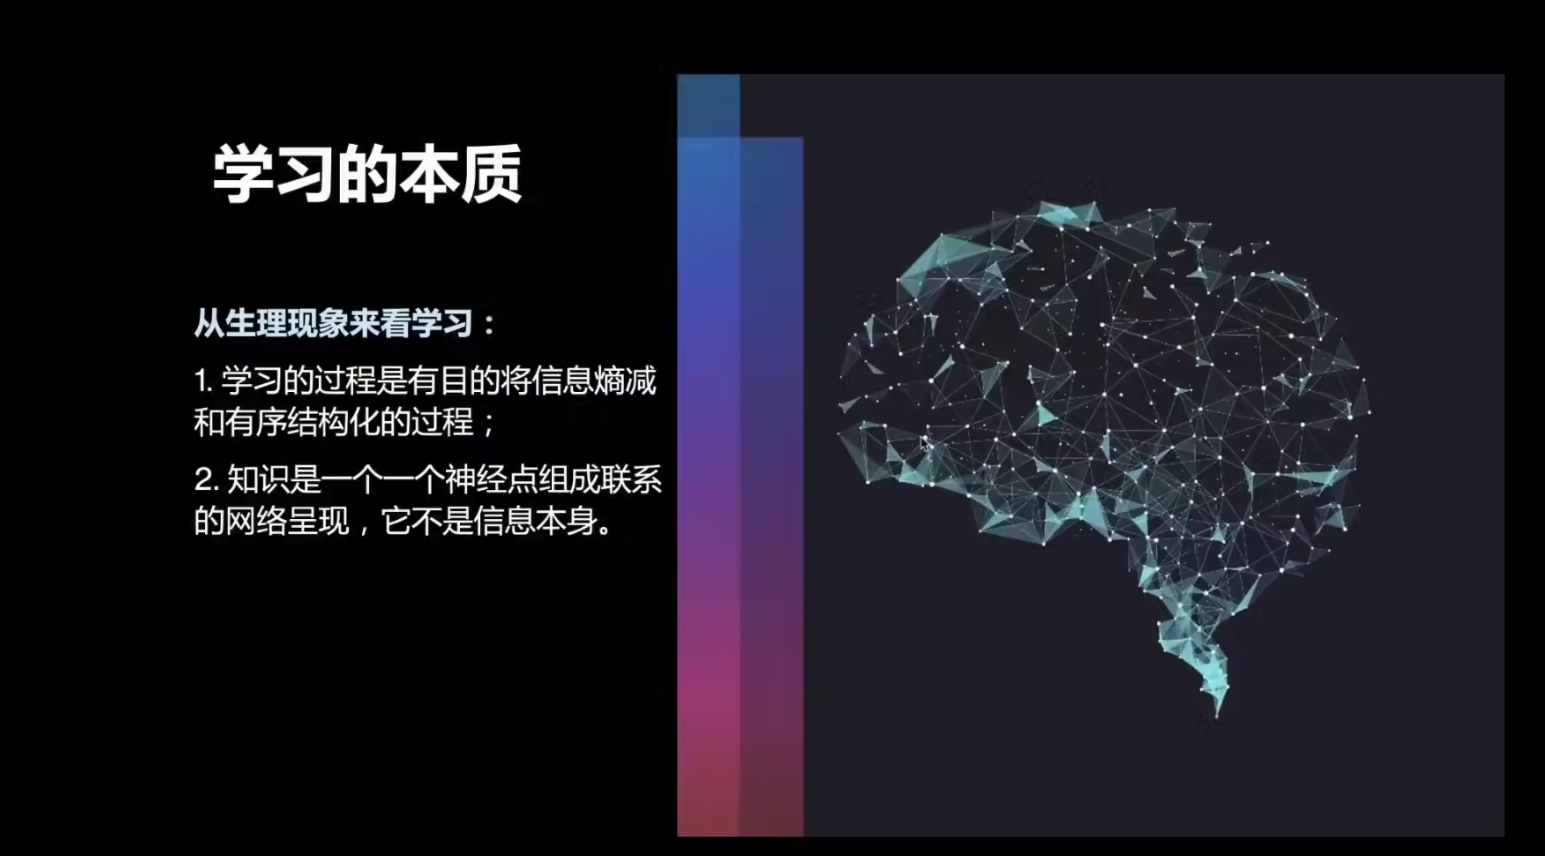 学习的本质
从生理现象来看学习：
1. 学习的过程是有目的将信息熵减
和有序结构化的过程；
2. 知识是一个一个神经点组成联系
的网络呈现，它不是信息本身。